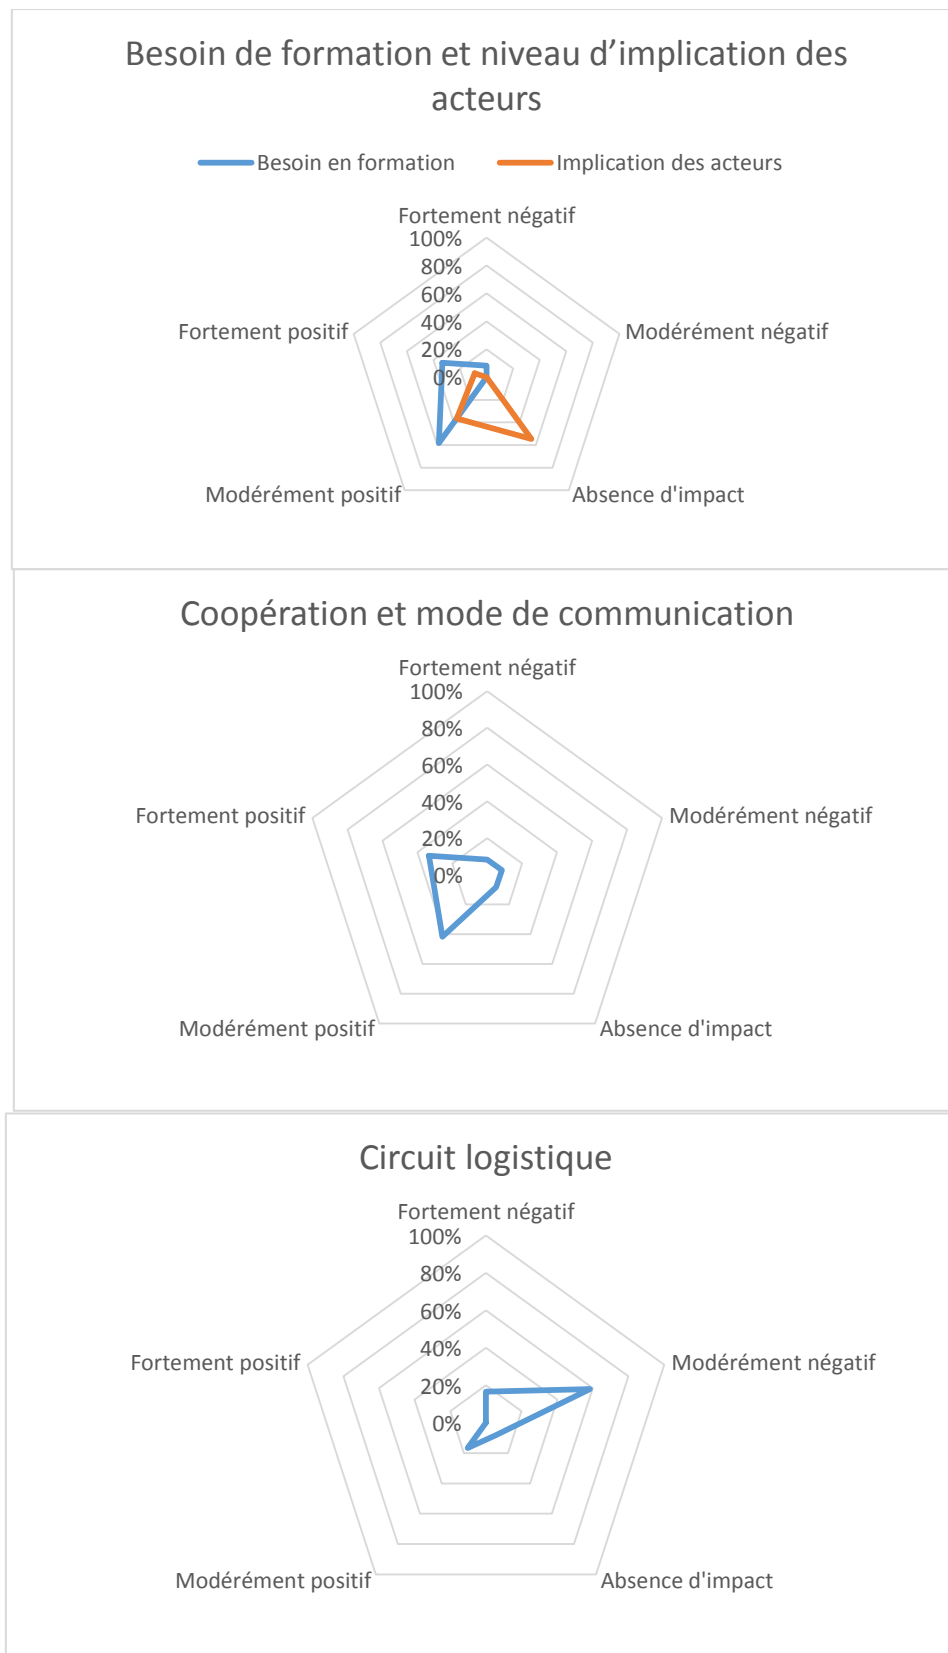 Besoin de formation et niveau d’implication des
acteurs
Besoin en formation
Implication des acteurs
Fortement négatif
100%
80%
60%
40%
20%
0%
Fortement positif
Modérément négatif
Modérément positif
Absence d'impact
Coopération et mode de communication
Fortement négatif
100%
80%
60%
40%
20%
0%
Fortement positif
Modérément négatif
Modérément positif
Absence d'impact
Circuit logistique
Fortement négatif
100%
80%
60%
40%
20%
0%
Fortement positif
Modérément négatif
Modérément positif
Absence d'impact